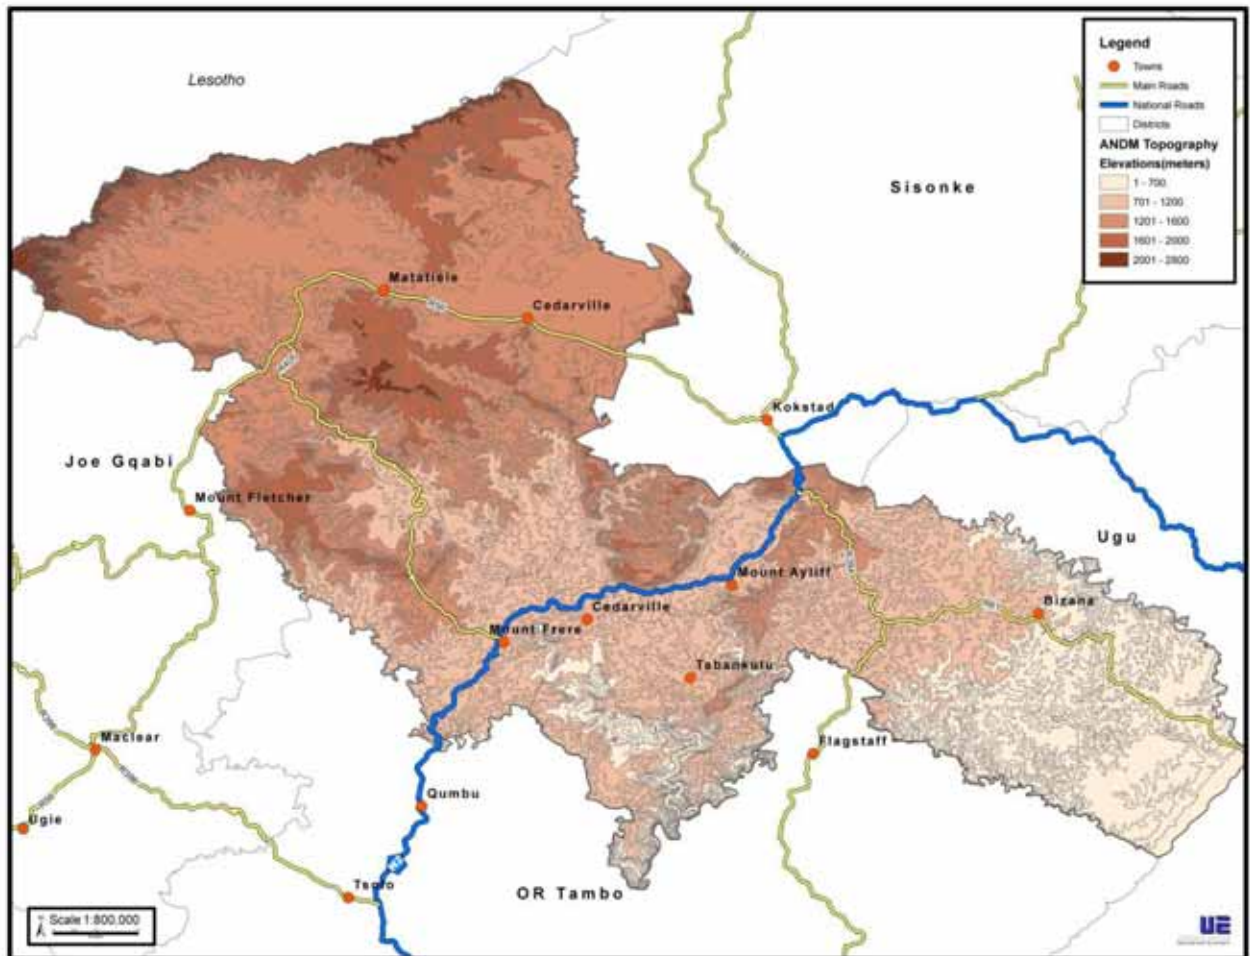 Lesotho
Legend
Towns
Main Roads
National Roads
Districts
ANDM Topography
Elevations(meters)
1 - 700
701 - 1200
1201 - 1600
1601 - 2000
2001 - 2800
Sisonke
Matatiele
Cedarville
Kokstad
Joe Gqabi
Mount Fletcher
Ugu
Mount Ayliff
Cedarville
Bizana
Mount Frere
Tabankulu
Maclear
Flagstaff
Qumbu
Ugie
Tsolo
OR Tambo
Scale 1:800,000
UE